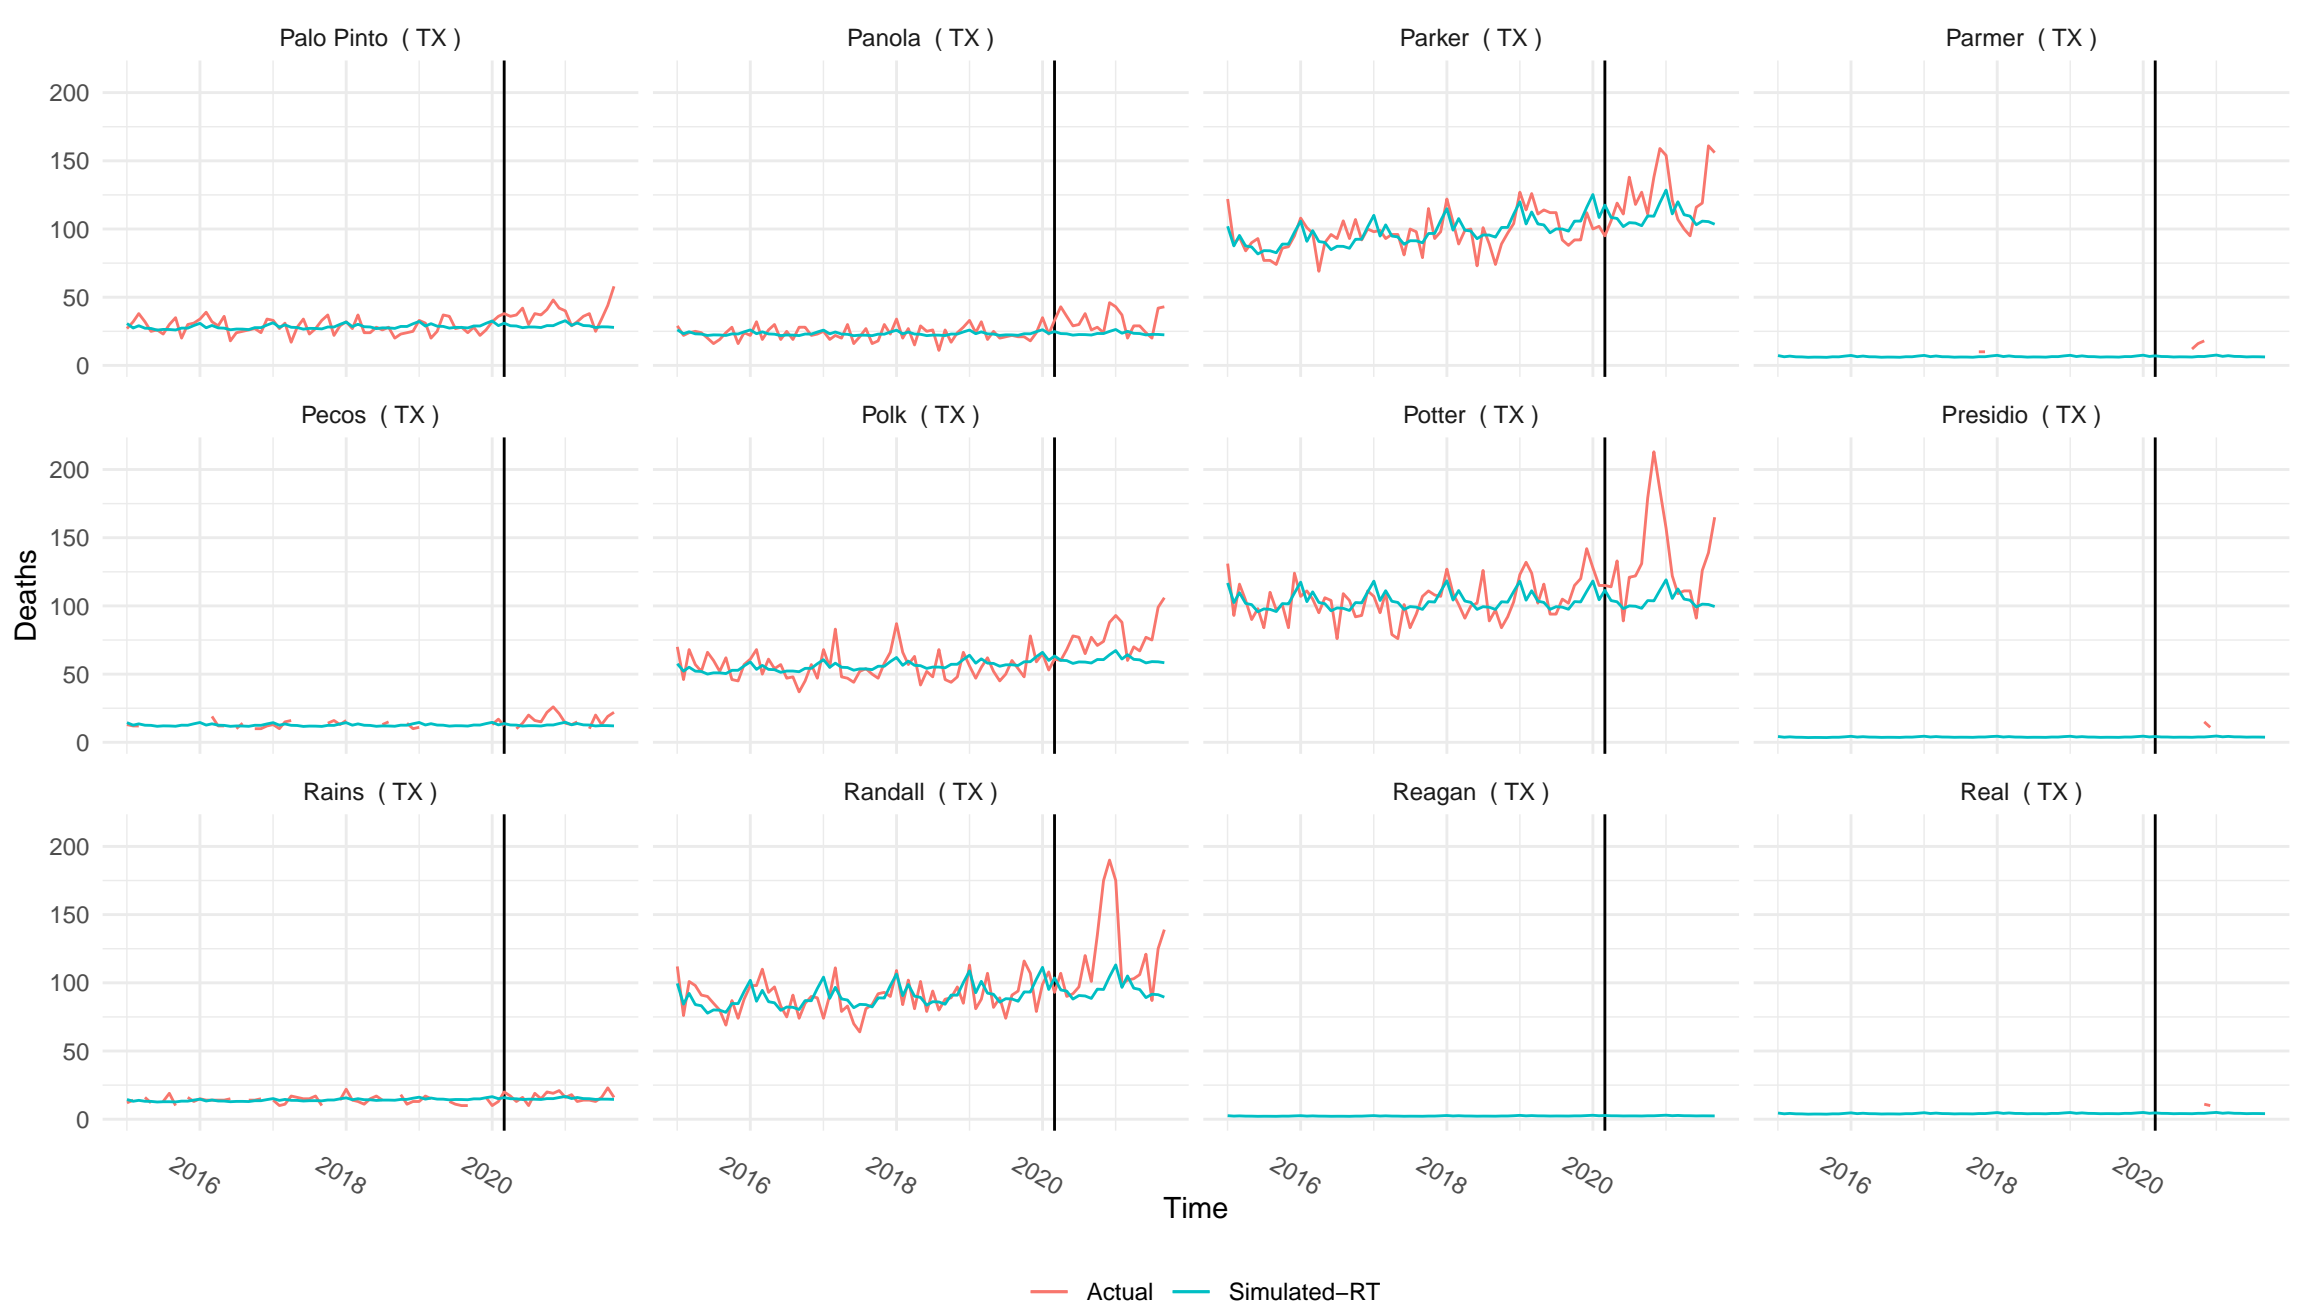 Palo Pinto ( TX )
Panola ( TX )
Parker ( TX )
Parmer ( TX )
200
150
100
50
0
Pecos ( TX )
Polk ( TX )
Potter ( TX )
Presidio ( TX )
200
150
100
50
0
Deaths
Rains ( TX )
Randall ( TX )
Reagan ( TX )
Real ( TX )
200
150
100
50
0
2016 2018 2020
2016 2018 2020
2016 2018 2020
2016 2018 2020
Time
Actual
Simulated−RT